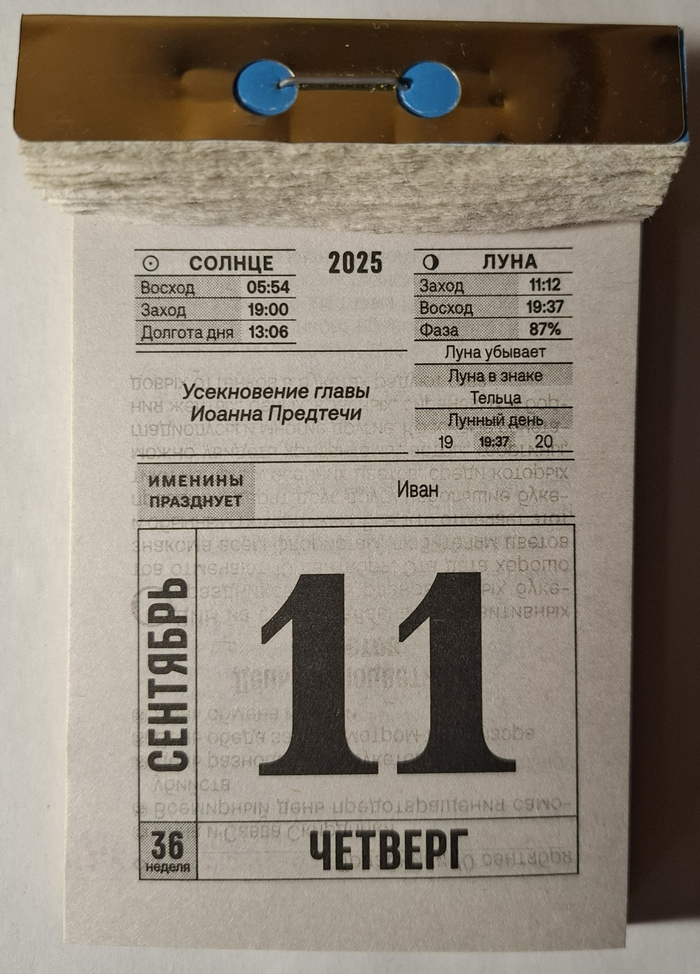 СОЛНЦЕ
Восход 05:54
Заход 19:00
Долгота дня 13:06
2025
ЛУНА
Заход 11:12
Восход 19:37
Фаза 87%
Луна убывает
Луна в знаке
Тельца
Лунный день
19 19:37 20
Усекновение главы
Иоанна Предтечи
ИМЕНИНЫ
ПРАЗДНУЕТ
Иван
СЕНТЯБРЬ
11
36
неделя
ЧЕТВЕРГ